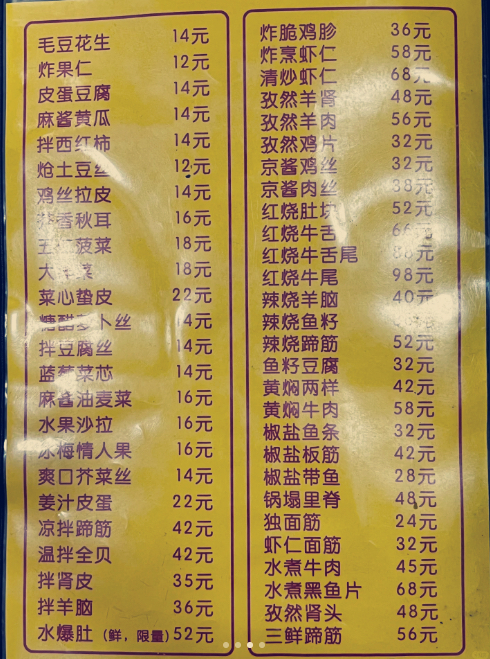 毛豆花生 14元
炸果仁 12元
皮蛋豆腐 14元
麻酱黄瓜 14元
拌西红柿 14元
炝土豆丝 12元
鸡丝拉皮 14元
香秋耳 16元
五仁菠菜 18元
大菜 18元
菜心蛰皮 22元
糖醋萝卜丝 14元
拌豆腐丝 14元
蓝莓菜芯 14元
麻酱油麦菜 16元
水果沙拉 16元
冰梅情人果 16元
爽口芥菜丝 14元
姜汁皮蛋 22元
凉拌蹄筋 42元
温拌全贝 42元
拌肾皮 35元
拌羊脑 36元
水爆肚（鲜，限量）52元
炸脆鸡胗 36元
炸烹虾仁 58元
清炒虾仁 68元
孜然羊肾 48元
孜然羊肉 56元
孜然鸡片 32元
京酱鸡丝 32元
京酱肉丝 38元
红烧肚块 52元
红烧牛舌 元
红烧牛舌尾 元
红烧牛尾 98元
辣烧羊脑 40元
辣烧鱼籽 元
辣烧蹄筋 52元
鱼籽豆腐 32元
黄焖两样 42元
黄焖牛肉 58元
椒盐鱼条 32元
椒盐板筋 42元
椒盐带鱼 28元
锅塌里脊 48元
独面筋 24元
虾仁面筋 32元
水煮牛肉 45元
水煮黑鱼片 68元
孜然肾头 48元
三鲜蹄筋 56元